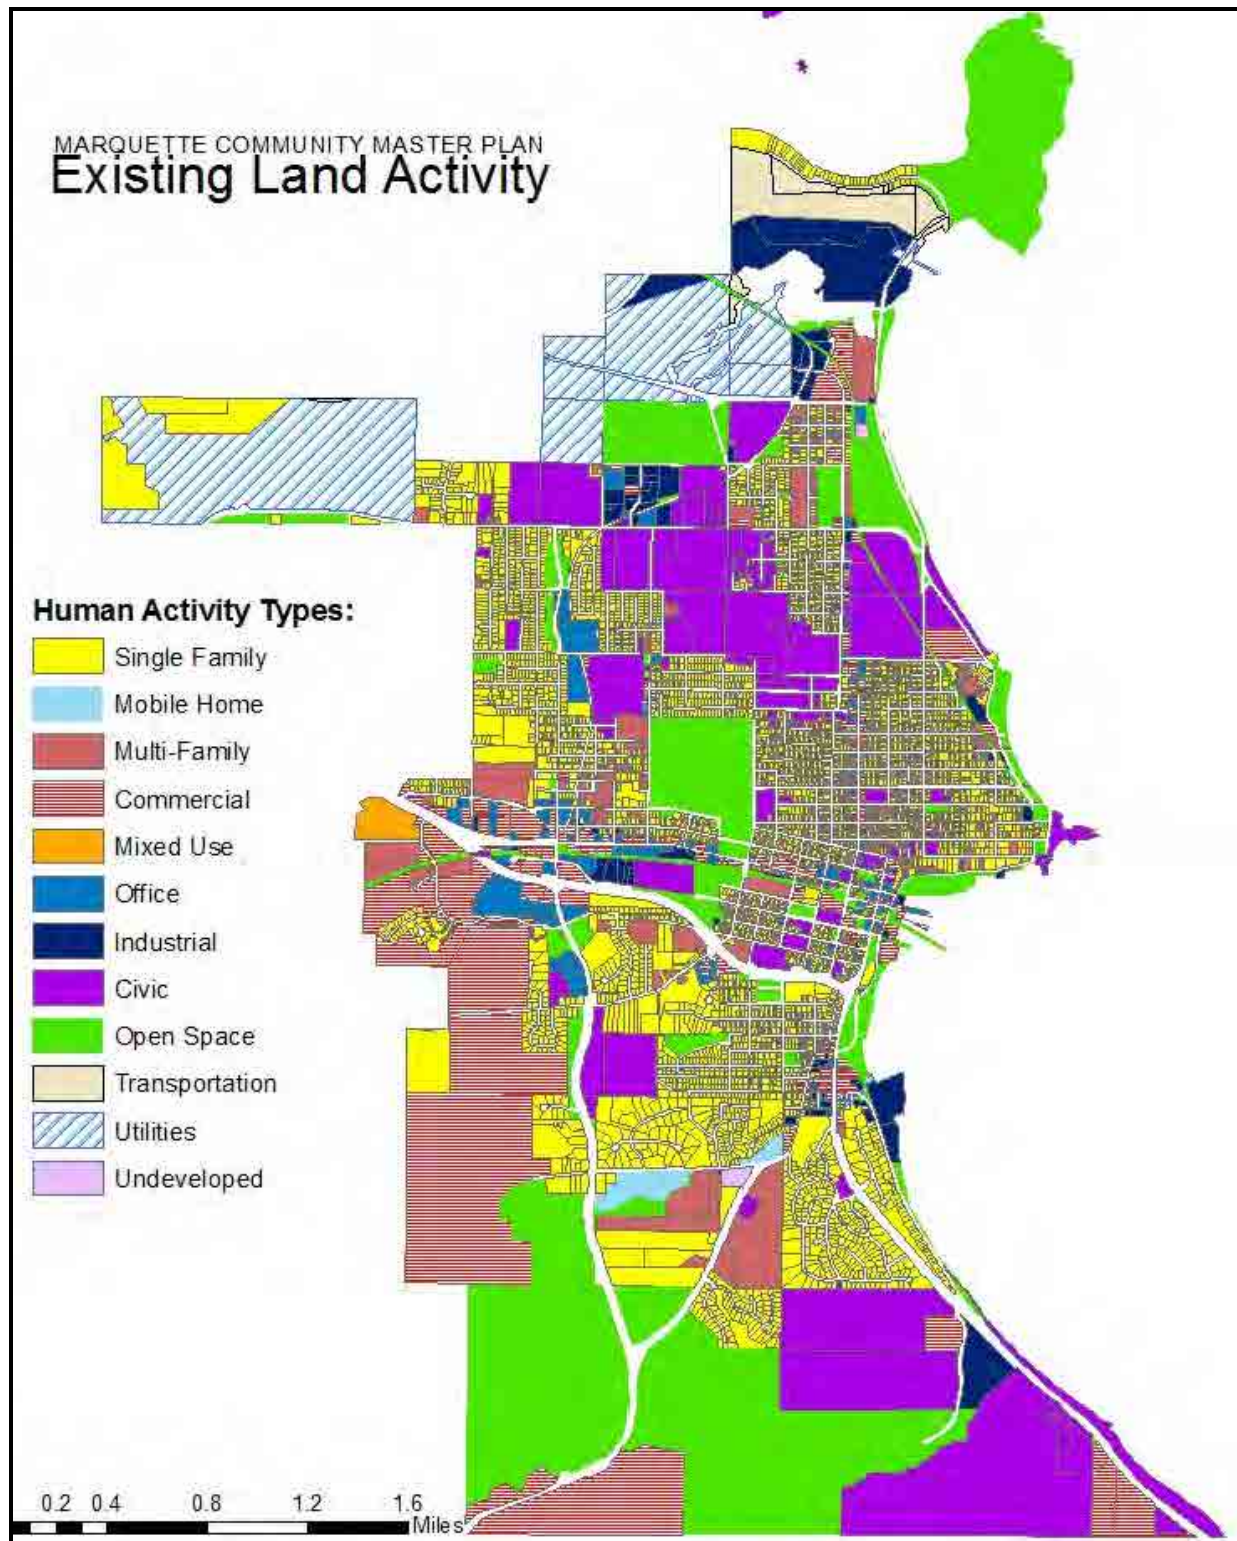 MARQUETTE COMMUNITY MASTER PLAN
Existing Land Activity
Human Activity Types:
Single Family
Mobile Home
Multi-Family
Commercial
Mixed Use
Office
Industrial
Civic
Open Space
Transportation
Utilities
Undeveloped
0.2 0.4 0.8 1.2 1.6
Miles